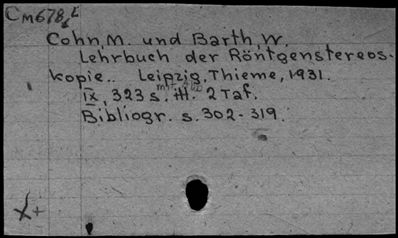 Cm678
Cohn, M. und Barth, W.
Lehrbuch der Röntgenstereos-
kopie.. Leipzig, Thieme, 1931.
IX, 323 s. ill. 2 Taf.
Bibliogr. s. 302-319.